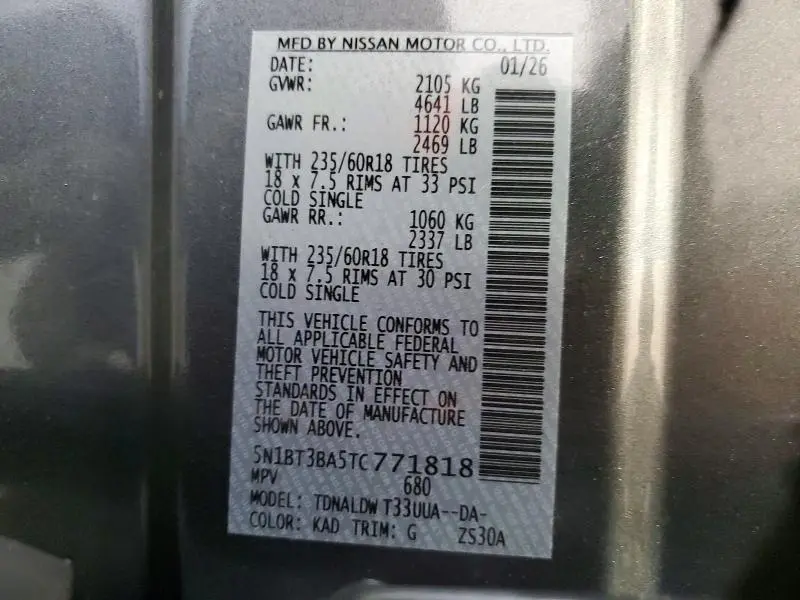 MFD BY NISSAN MOTOR CO., LTD.
DATE: 01/26
GVWR: 2105 KG
4641 LB
GAWR FR.: 1120 KG
2469 LB
WITH 235/60R18 TIRES
18 x 7.5 RIMS AT 33 PSI
COLD SINGLE
GAWR RR.: 1060 KG
2337 LB
WITH 235/60R18 TIRES
18 x 7.5 RIMS AT 30 PSI
COLD SINGLE
THIS VEHICLE CONFORMS TO
ALL APPLICABLE FEDERAL
MOTOR VEHICLE SAFETY AND
THEFT PREVENTION
STANDARDS IN EFFECT ON
THE DATE OF MANUFACTURE
SHOWN ABOVE.
5N1BT3BA5TC771818
MPV 680
MODEL: TDNALDW T33UUA--DA-
COLOR: KAD TRIM: G ZS30A